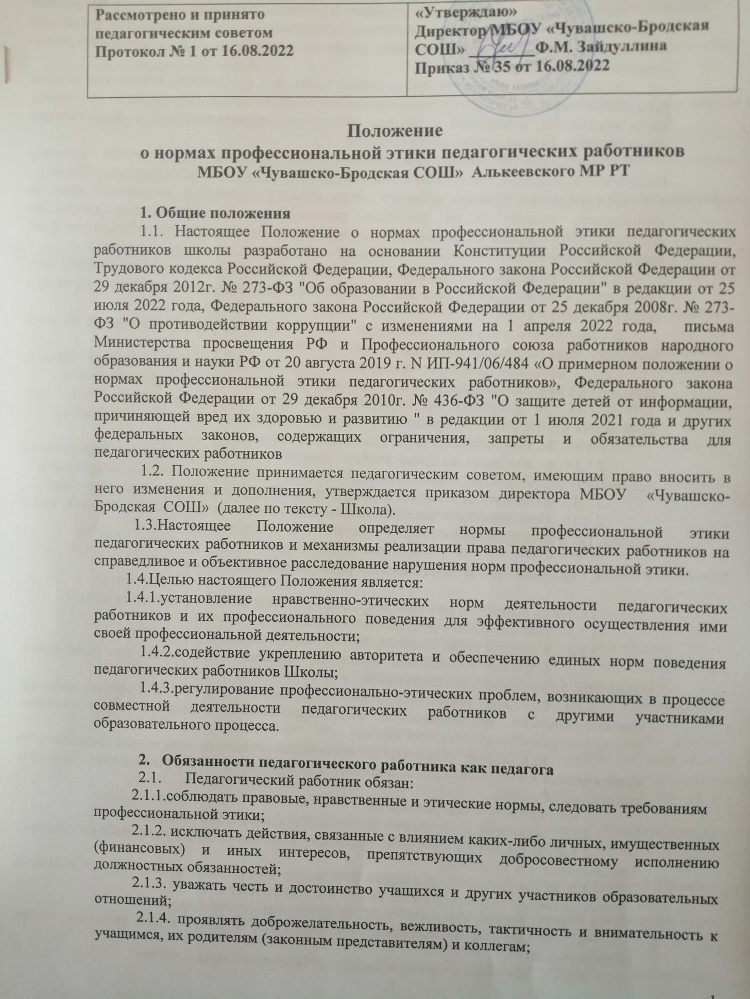 Рассмотрено и принято
педагогическим советом
Протокол № 1 от 16.08.2022
«Утверждаю»
Директор МБОУ «Чувашско-Бродская
СОШ» ________Ф.М. Зайдуллина
Приказ № 35 от 16.08.2022
Положение
о нормах профессиональной этики педагогических работников
МБОУ «Чувашско-Бродская СОШ» Алькеевского МР РТ
1. Общие положения
1.1. Настоящее Положение о нормах профессиональной этики педагогических
работников школы разработано на основании Конституции Российской Федерации,
Трудового кодекса Российской Федерации, Федерального закона Российской Федерации от
29 декабря 2012г. № 273-ФЗ "Об образовании в Российской Федерации" в редакции от 25
июля 2022 года, Федерального закона Российской Федерации от 25 декабря 2008г. № 273-
ФЗ "О противодействии коррупции" с изменениями на 1 апреля 2022 года, письма
Министерства просвещения РФ и Профессионального союза работников народного
образования и науки РФ от 20 августа 2019 г. N ИП-941/06/484 «О примерном положении о
нормах профессиональной этики педагогических работников», Федерального закона
Российской Федерации от 29 декабря 2010г. № 436-ФЗ "О защите детей от информации,
причиняющей вред их здоровью и развитию " в редакции от 1 июля 2021 года и других
федеральных законов, содержащих ограничения, запреты и обязательства для
педагогических работников
1.2. Положение принимается педагогическим советом, имеющим право вносить в
него изменения и дополнения, утверждается приказом директора МБОУ «Чувашско-
Бродская СОШ» (далее по тексту - Школа).
1.3.Настоящее Положение определяет нормы профессиональной этики
педагогических работников и механизмы реализации права педагогических работников на
справедливое и объективное расследование нарушения норм профессиональной этики.
1.4.Целью настоящего Положения является:
1.4.1.установление нравственно-этических норм деятельности педагогических
работников и их профессионального поведения для эффективного осуществления ими
своей профессиональной деятельности;
1.4.2.содействие укреплению авторитета и обеспечению единых норм поведения
педагогических работников Школы;
1.4.3.регулирование профессионально-этических проблем, возникающих в процессе
совместной деятельности педагогических работников с другими участниками
образовательного процесса.
2. Обязанности педагогического работника как педагога
2.1. Педагогический работник обязан:
2.1.1.соблюдать правовые, нравственные и этические нормы, следовать требованиям
профессиональной этики;
2.1.2. исключать действия, связанные с влиянием каких-либо личных, имущественных
(финансовых) и иных интересов, препятствующих добросовестному исполнению
должностных обязанностей;
2.1.3. уважать честь и достоинство учащихся и других участников образовательных
отношений;
2.1.4. проявлять доброжелательность, вежливость, тактичность и внимательность к
учащимся, их родителям (законным представителям) и коллегам;